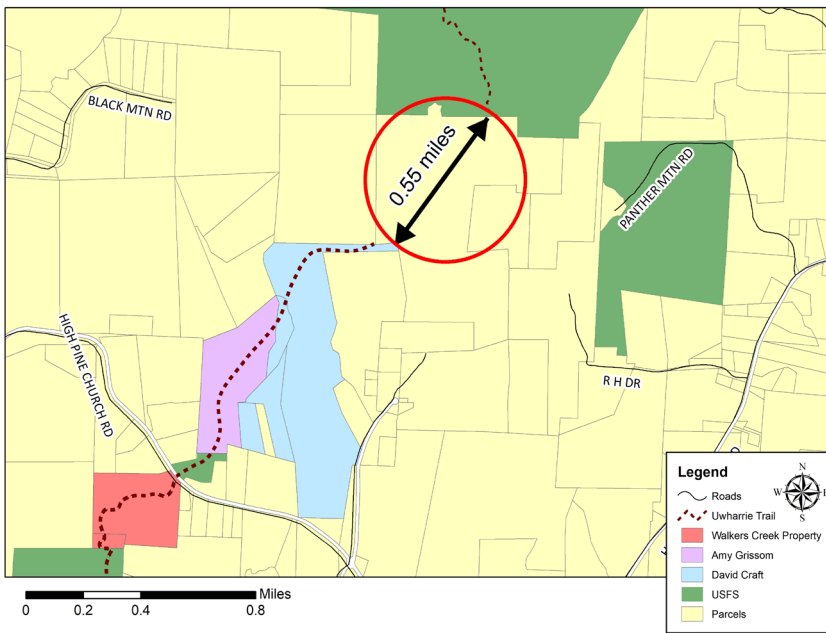 BLACK MTN RD
0.55 miles
PANTHER MTN RD
HIGH PINE CHURCH RD
R H DR
Legend
N
W
E
S
Roads
Uwharrie Trail
Walkers Creek Property
Amy Grissom
David Craft
USFS
Parcels
Miles
0 0.2 0.4 0.8